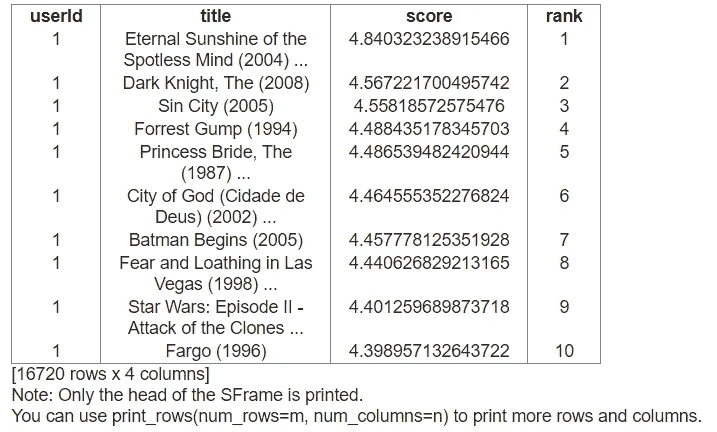 userId title score rank
1 Eternal Sunshine of the 4.840323238915466 1
Spotless Mind (2004) ...
1 Dark Knight, The (2008) 4.567221700495742 2
1 Sin City (2005) 4.55818572575476 3
1 Forrest Gump (1994) 4.488435178345703 4
1 Princess Bride, The 4.486539482420944 5
(1987) ...
1 City of God (Cidade de 4.464555352276824 6
Deus) (2002) ...
1 Batman Begins (2005) 4.457778125351928 7
1 Fear and Loathing in Las 4.440626829213165 8
Vegas (1998) ...
1 Star Wars: Episode II - 4.401259689873718 9
Attack of the Clones ...
1 Fargo (1996) 4.398957132643722 10
[16720 rows x 4 columns]
Note: Only the head of the SFrame is printed.
You can use print_rows(num_rows=m, num_columns=n) to print more rows and columns.